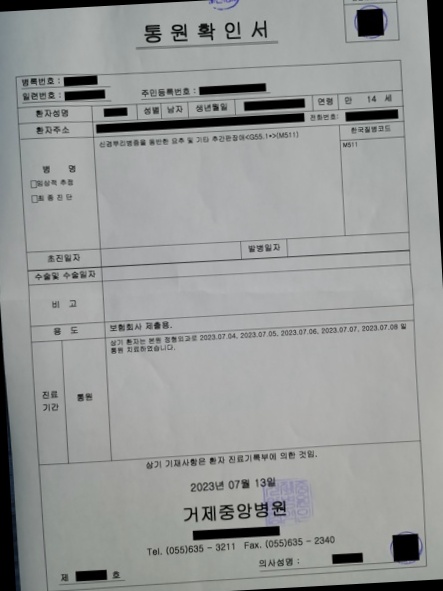 통원확인서
병록번호 :
일련번호 : 주민등록번호 :
환자성명 성별 남자 생년월일 연령 만 14 세
환자주소 전화번호:
병 명 신경뿌리병증을 동반한 요추 및 기타 추간판장애<G55.1*>(M511) 한국질병코드
M511
□임상적 추정
□최 종 진 단
초진일자 발병일자
수술및 수술일자
비 고
용 도 보험회사 제출용.
진료기간 통원 상기 환자는 본원 정형외과로 2023.07.04, 2023.07.05, 2023.07.06, 2023.07.07, 2023.07.08 일
통원 치료하였습니다.
상기 기재사항은 환자 진료기록부에 의한 것임.
2023년 07월 13일
거제중앙병원
Tel. (055)635 - 3211 Fax. (055)635 - 2340
제 호 의사성명 :